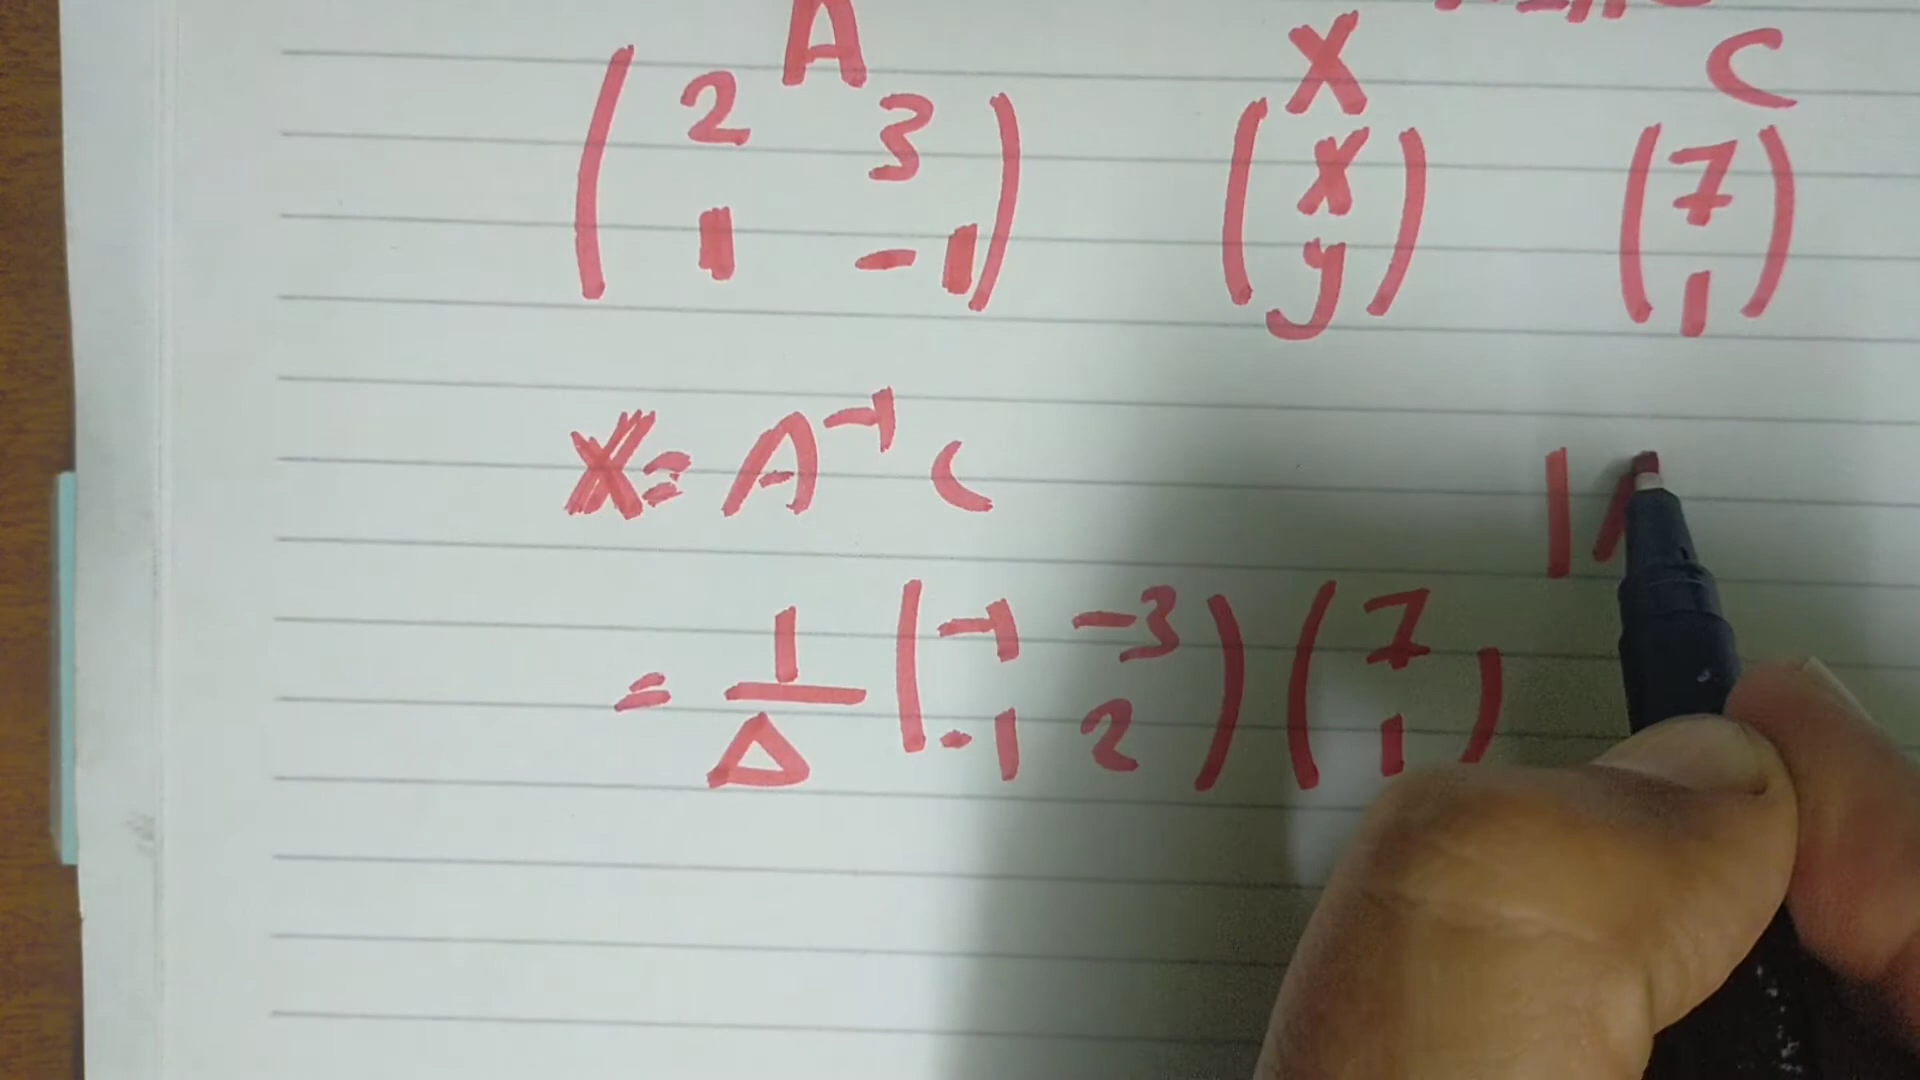 A X C
( 2 3 ) ( x ) ( 7 )
( 1 -1 ) ( y ) ( 1 )
X = A⁻¹ C
= 1/Δ ( -1 -3 ) ( 7 )
( -1 2 ) ( 1 )